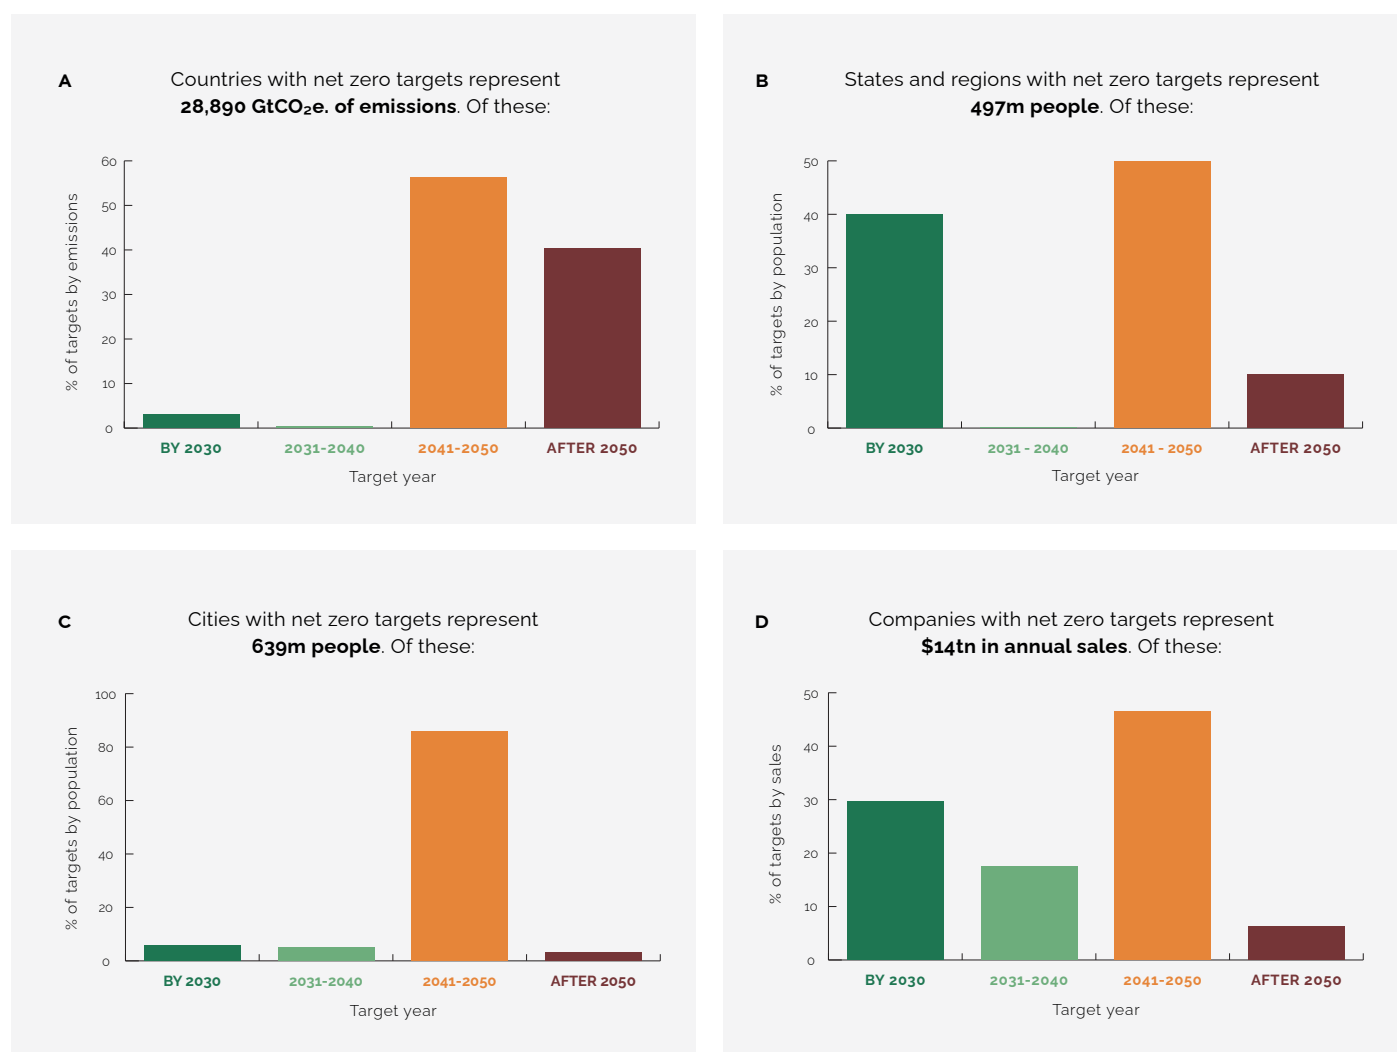 A
Countries with net zero targets represent
28,890 GtCO₂e. of emissions. Of these:
% of targets by emissions
60
50
40
30
20
10
0
BY 2030
2031-2040
2041-2050
AFTER 2050
Target year
B
States and regions with net zero targets represent
497m people. Of these:
% of targets by population
50
40
30
20
10
0
BY 2030
2031 - 2040
2041 - 2050
AFTER 2050
Target year
C
Cities with net zero targets represent
639m people. Of these:
% of targets by population
100
80
60
40
20
0
BY 2030
2031-2040
2041-2050
AFTER 2050
Target year
D
Companies with net zero targets represent
$14tn in annual sales. Of these:
% of targets by sales
50
40
30
20
10
0
BY 2030
2031-2040
2041-2050
AFTER 2050
Target year